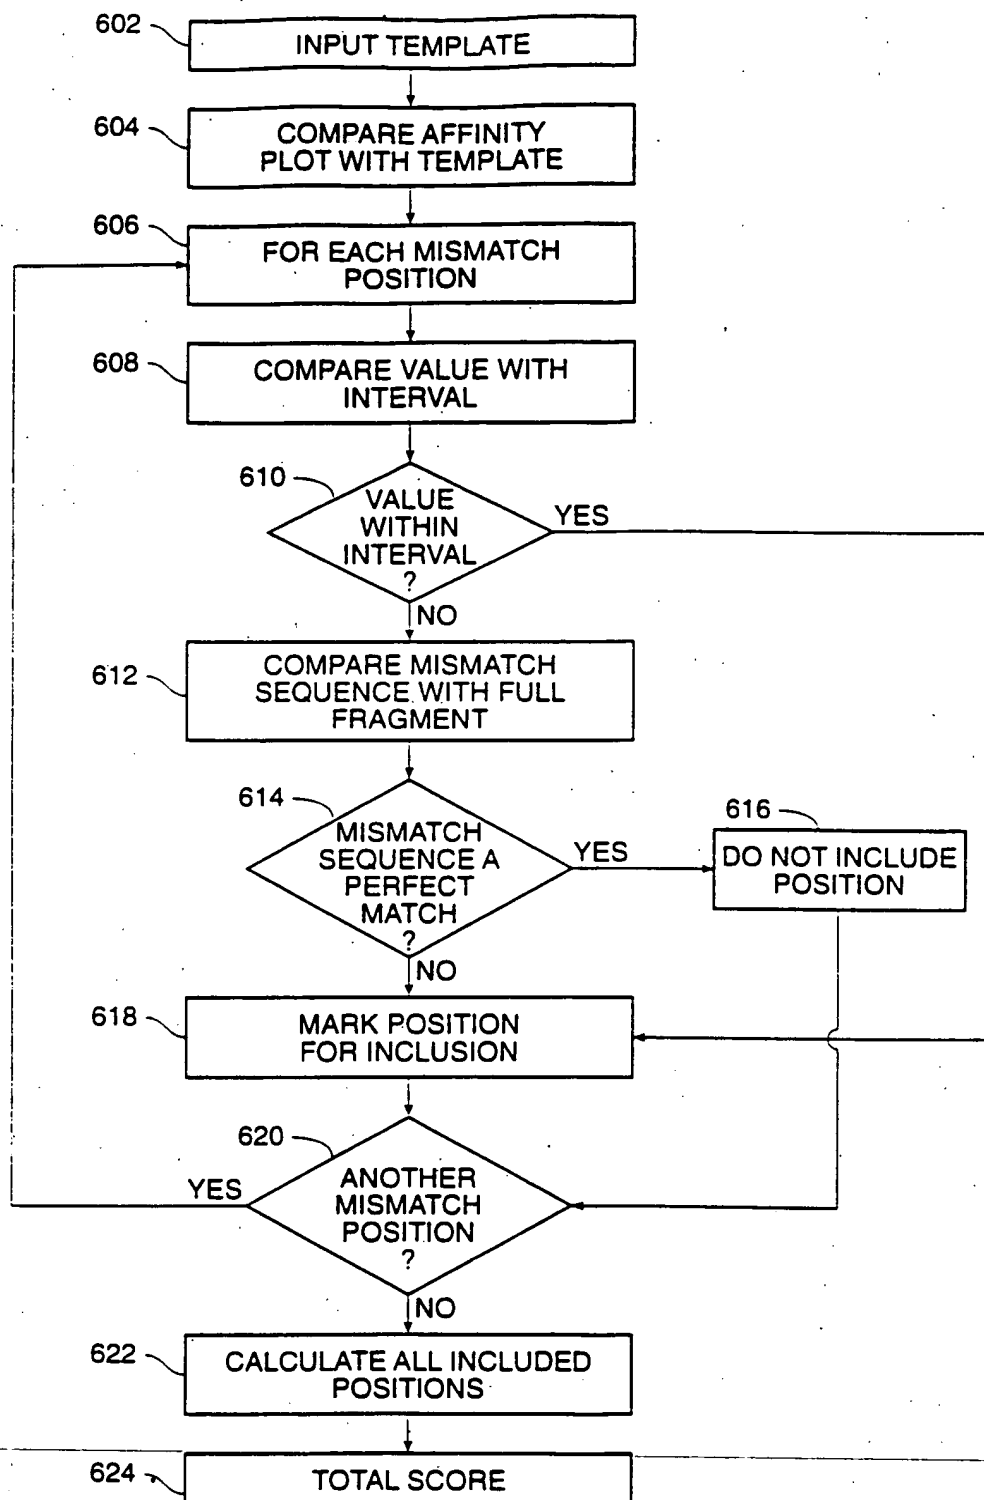 602
INPUT TEMPLATE
604
COMPARE AFFINITY
PLOT WITH TEMPLATE
606
FOR EACH MISMATCH
POSITION
608
COMPARE VALUE WITH
INTERVAL
610
VALUE
WITHIN
INTERVAL
?
YES
NO
612
COMPARE MISMATCH
SEQUENCE WITH FULL
FRAGMENT
614
MISMATCH
SEQUENCE A
PERFECT
MATCH
?
YES
616
DO NOT INCLUDE
POSITION
NO
618
MARK POSITION
FOR INCLUSION
620
ANOTHER
MISMATCH
POSITION
?
YES
NO
622
CALCULATE ALL INCLUDED
POSITIONS
624
TOTAL SCORE